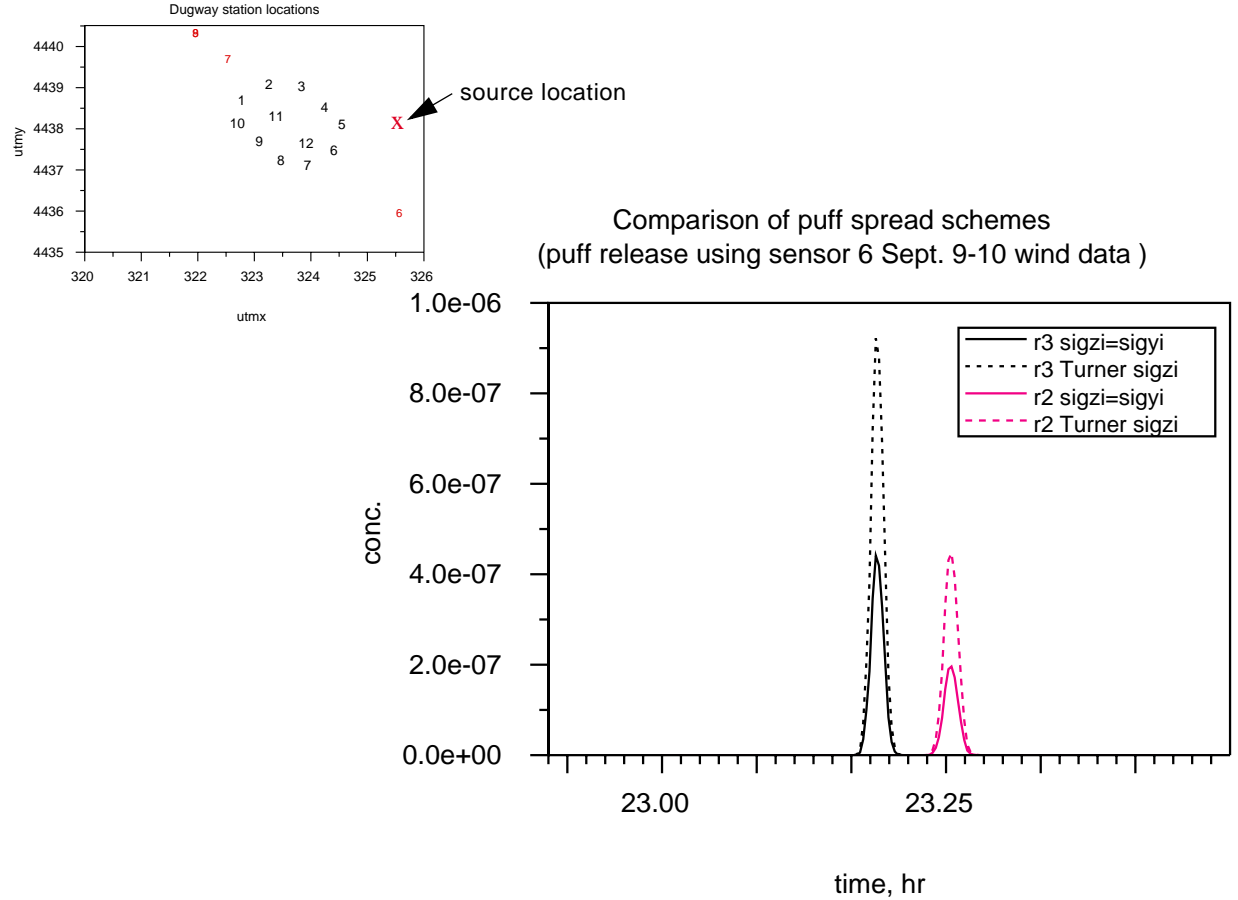 Dugway station locations
4440
4439
4438
4437
4436
4435
utmy
320
321
322
323
324
325
326
utmx
7
2
3
1
4
11
10
5
9
12
6
8
7
6
X
source location
Comparison of puff spread schemes
(puff release using sensor 6 Sept. 9-10 wind data )
1.0e-06
8.0e-07
6.0e-07
4.0e-07
2.0e-07
0.0e+00
conc.
r3 sigzi=sigyi
r3 Turner sigzi
r2 sigzi=sigyi
r2 Turner sigzi
23.00
23.25
time, hr